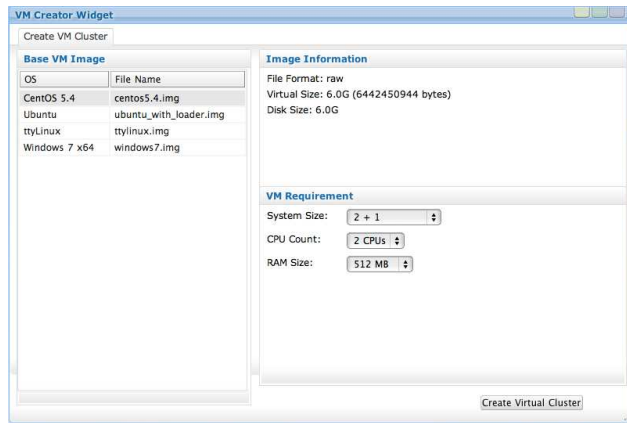 VM Creator Widget
Create VM Cluster
Base VM Image
OS File Name
CentOS 5.4 centos5.4.img
Ubuntu ubuntu_with_loader.img
ttyLinux ttylinux.img
Windows 7 x64 windows7.img
Image Information
File Format: raw
Virtual Size: 6.0G (6442450944 bytes)
Disk Size: 6.0G
VM Requirement
System Size: 2 + 1
CPU Count: 2 CPUs
RAM Size: 512 MB
Create Virtual Cluster